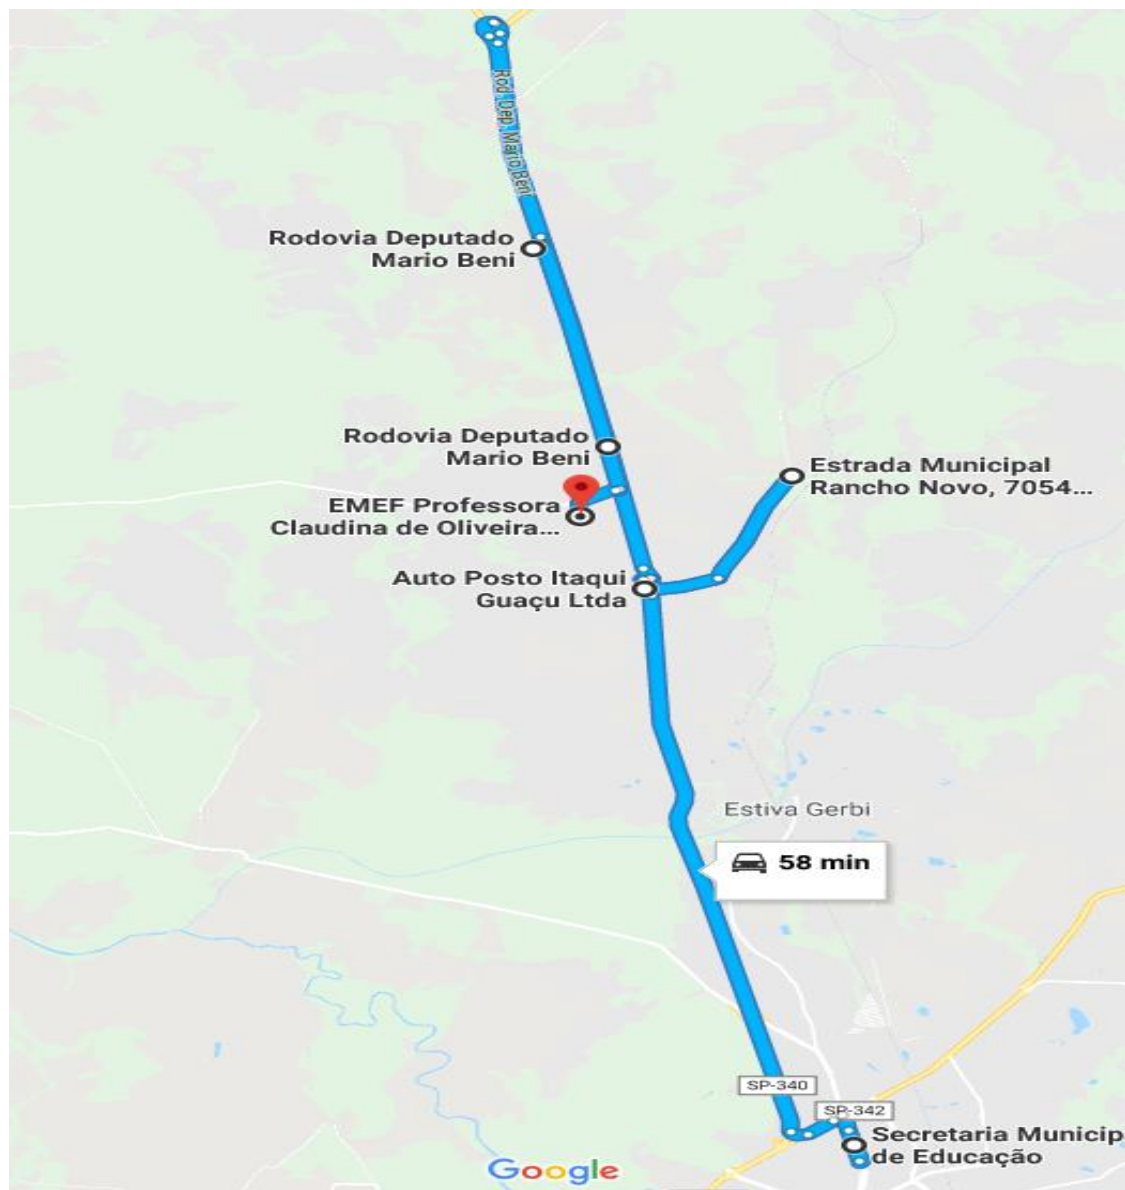 Rod Dep. Mario Beni
Rodovia Deputado
Mario Beni
Rodovia Deputado
Mario Beni
Estrada Municipal
Rancho Novo, 7054...
EMEF Professora
Claudina de Oliveira...
Auto Posto Itaqui
Guaçu Ltda
Estiva Gerbi
58 min
SP-340
SP-342
Secretaria Municip
de Educação
Google